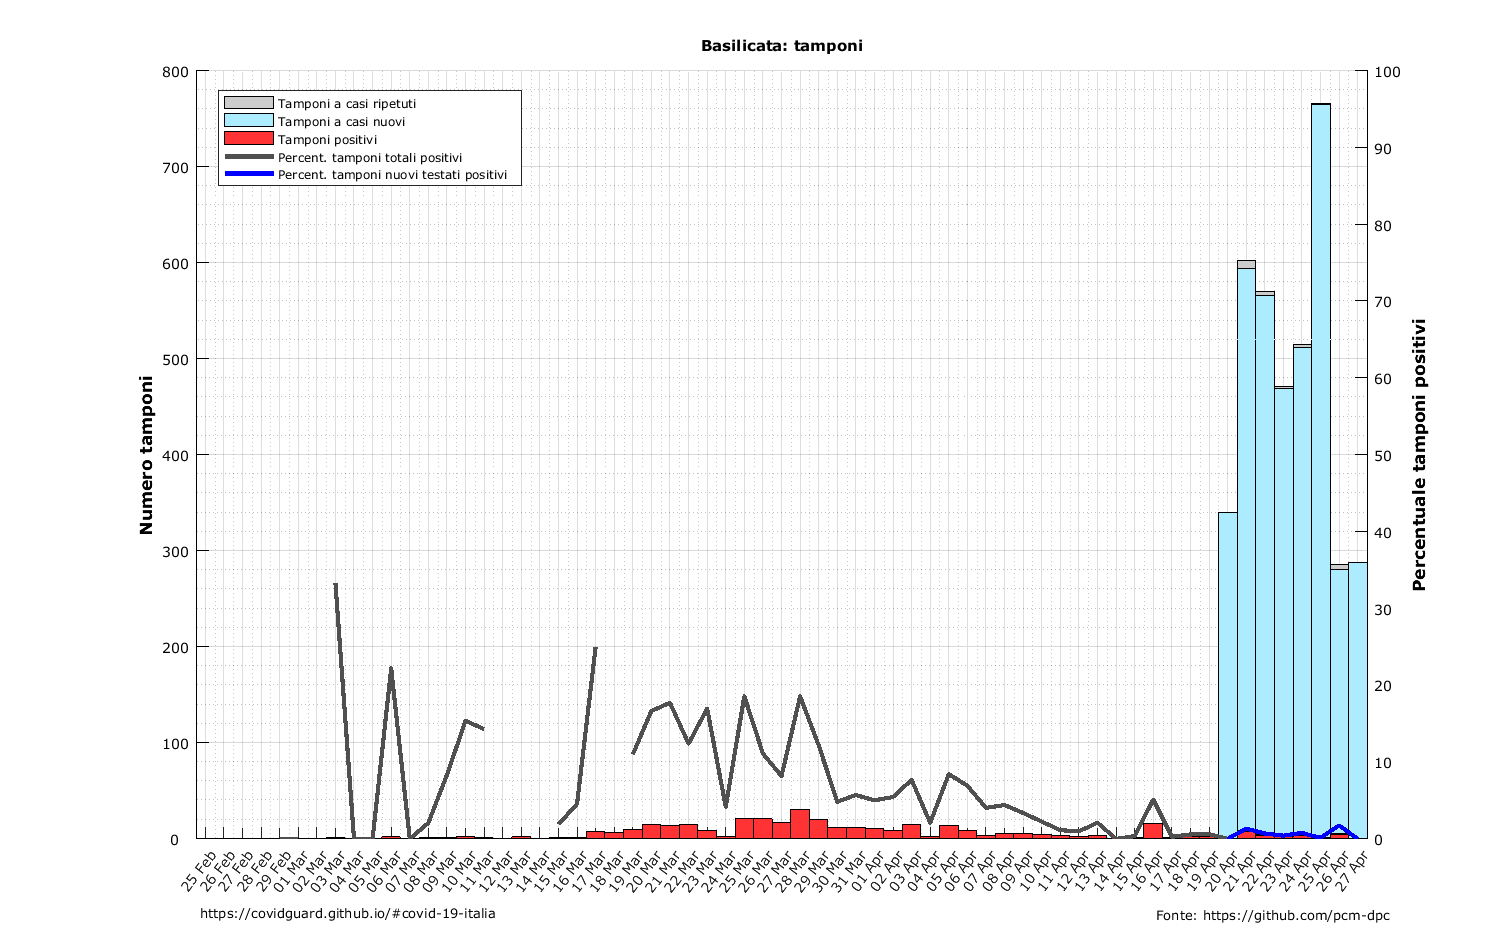 Basilicata: tamponi
Tamponi a casi ripetuti
Tamponi a casi nuovi
Tamponi positivi
Percent. tamponi totali positivi
Percent. tamponi nuovi testati positivi
Numero tamponi
800
700
600
500
400
300
200
100
0
100
90
80
70
60
50
40
30
20
10
0
Percentuale tamponi positivi
25 Feb
26 Feb
27 Feb
28 Feb
29 Feb
01 Mar
02 Mar
03 Mar
04 Mar
05 Mar
06 Mar
07 Mar
08 Mar
09 Mar
10 Mar
11 Mar
12 Mar
13 Mar
14 Mar
15 Mar
16 Mar
17 Mar
18 Mar
19 Mar
20 Mar
21 Mar
22 Mar
23 Mar
24 Mar
25 Mar
26 Mar
27 Mar
28 Mar
29 Mar
30 Mar
31 Mar
01 Apr
02 Apr
03 Apr
04 Apr
05 Apr
06 Apr
07 Apr
08 Apr
09 Apr
10 Apr
11 Apr
12 Apr
13 Apr
14 Apr
15 Apr
16 Apr
17 Apr
18 Apr
19 Apr
20 Apr
21 Apr
22 Apr
23 Apr
24 Apr
25 Apr
26 Apr
27 Apr
https://covidguard.github.io/#covid-19-italia
Fonte: https://github.com/pcm-dpc